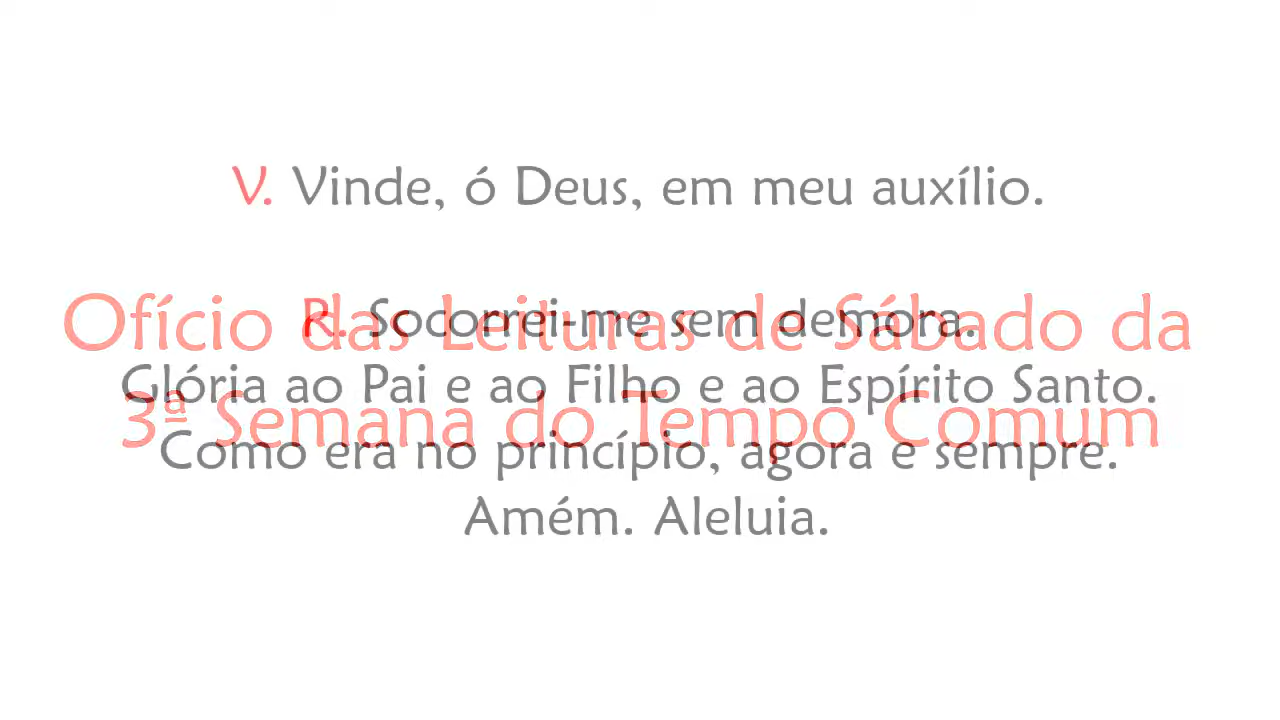 V. Vinde, ó Deus, em meu auxílio.
Ofício das Leituras de Sábado da
R. Socorrei-me sem demora.
Glória ao Pai e ao Filho e ao Espírito Santo.
3ª Semana do Tempo Comum
Como era no princípio, agora e sempre.
Amém. Aleluia.